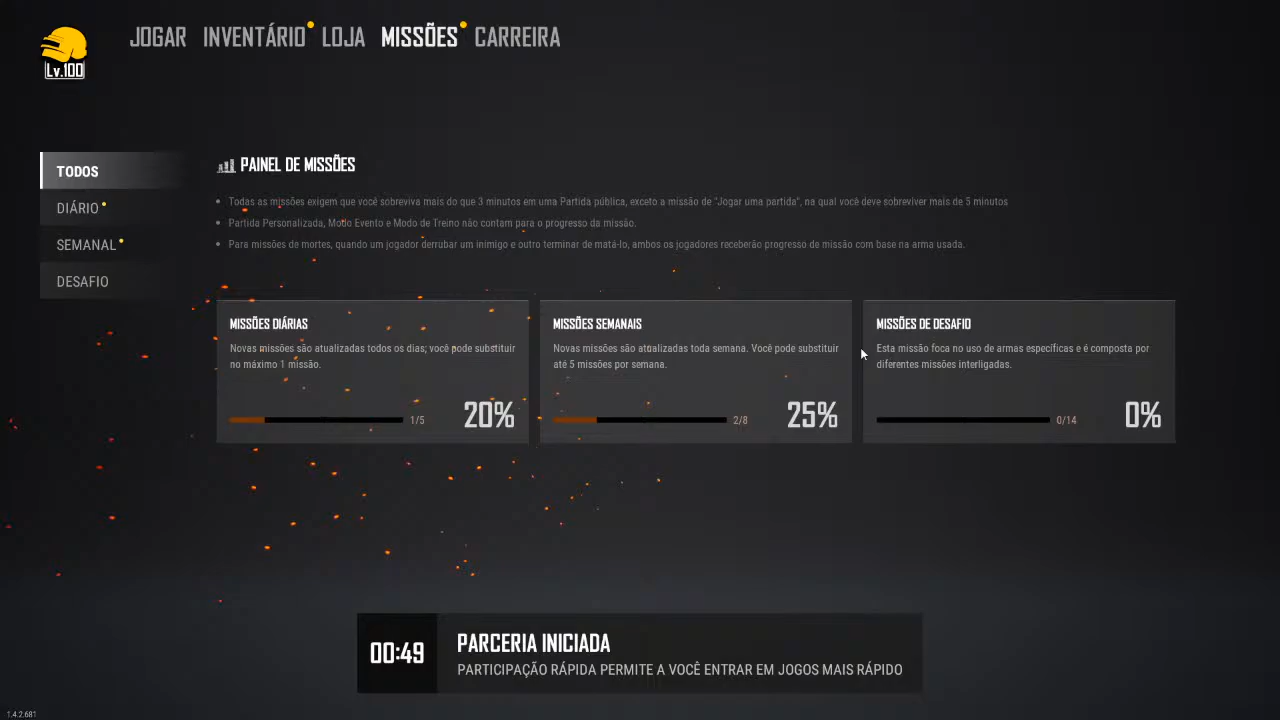 JOGAR INVENTÁRIO LOJA MISSÕES CARREIRA
Lv.100
TODOS
DIÁRIO
SEMANAL
DESAFIO
PAINEL DE MISSÕES
Todas as missões exigem que você sobreviva mais do que 3 minutos em uma Partida pública, exceto a missão de "Jogar uma partida", na qual você deve sobreviver mais de 5 minutos
Partida Personalizada, Modo Evento e Modo de Treino não contam para o progresso da missão.
Para missões de mortes, quando um jogador derrubar um inimigo e outro terminar de matá-lo, ambos os jogadores receberão progresso de missão com base na arma usada.
MISSÕES DIÁRIAS
Novas missões são atualizadas todos os dias; você pode substituir
no máximo 1 missão.
1/5 20%
MISSÕES SEMANAIS
Novas missões são atualizadas toda semana. Você pode substituir
até 5 missões por semana.
2/8 25%
MISSÕES DE DESAFIO
Esta missão foca no uso de armas específicas e é composta por
diferentes missões interligadas.
0/14 0%
00:49
PARCERIA INICIADA
PARTICIPAÇÃO RÁPIDA PERMITE A VOCÊ ENTRAR EM JOGOS MAIS RÁPIDO
1.4.2.681